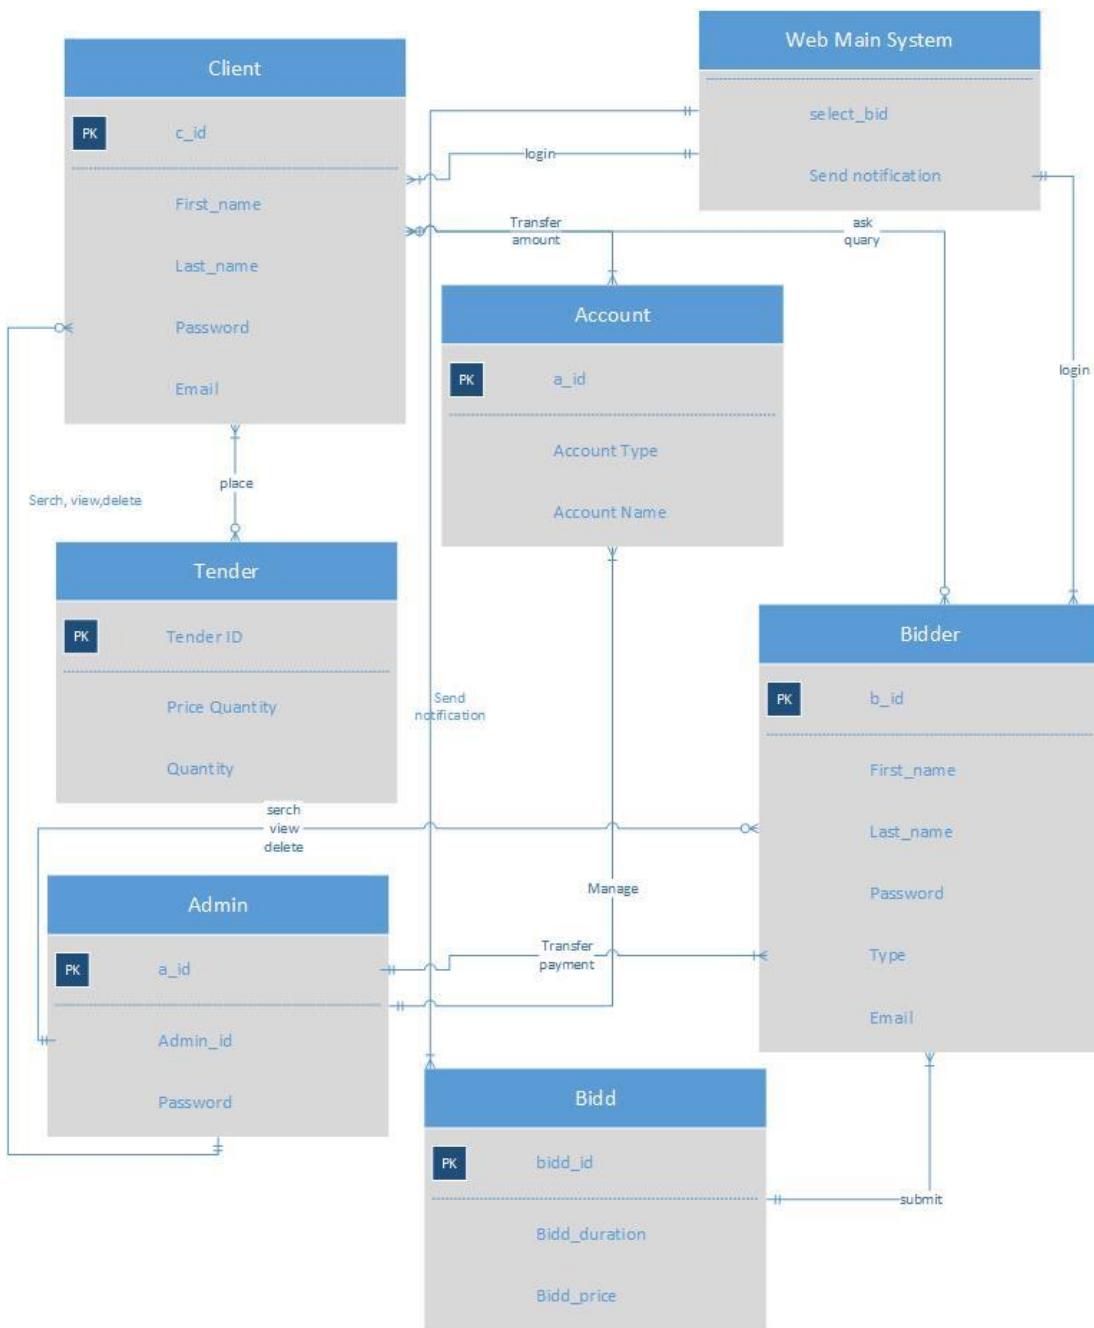 Web Main System
select_bid
Send notification
Client
PK
c_id
First_name
Last_name
Password
Email
login
Transfer
amount
ask
quary
Account
PK
a_id
Account Type
Account Name
login
place
Serch, view,delete
Tender
PK
Tender ID
Price Quantity
Quantity
Send
notification
Bidder
PK
b_id
First_name
Last_name
Password
Type
Email
serch
view
delete
Manage
Admin
PK
a_id
Admin_id
Password
Transfer
payment
Bidd
PK
bidd_id
Bidd_duration
Bidd_price
submit